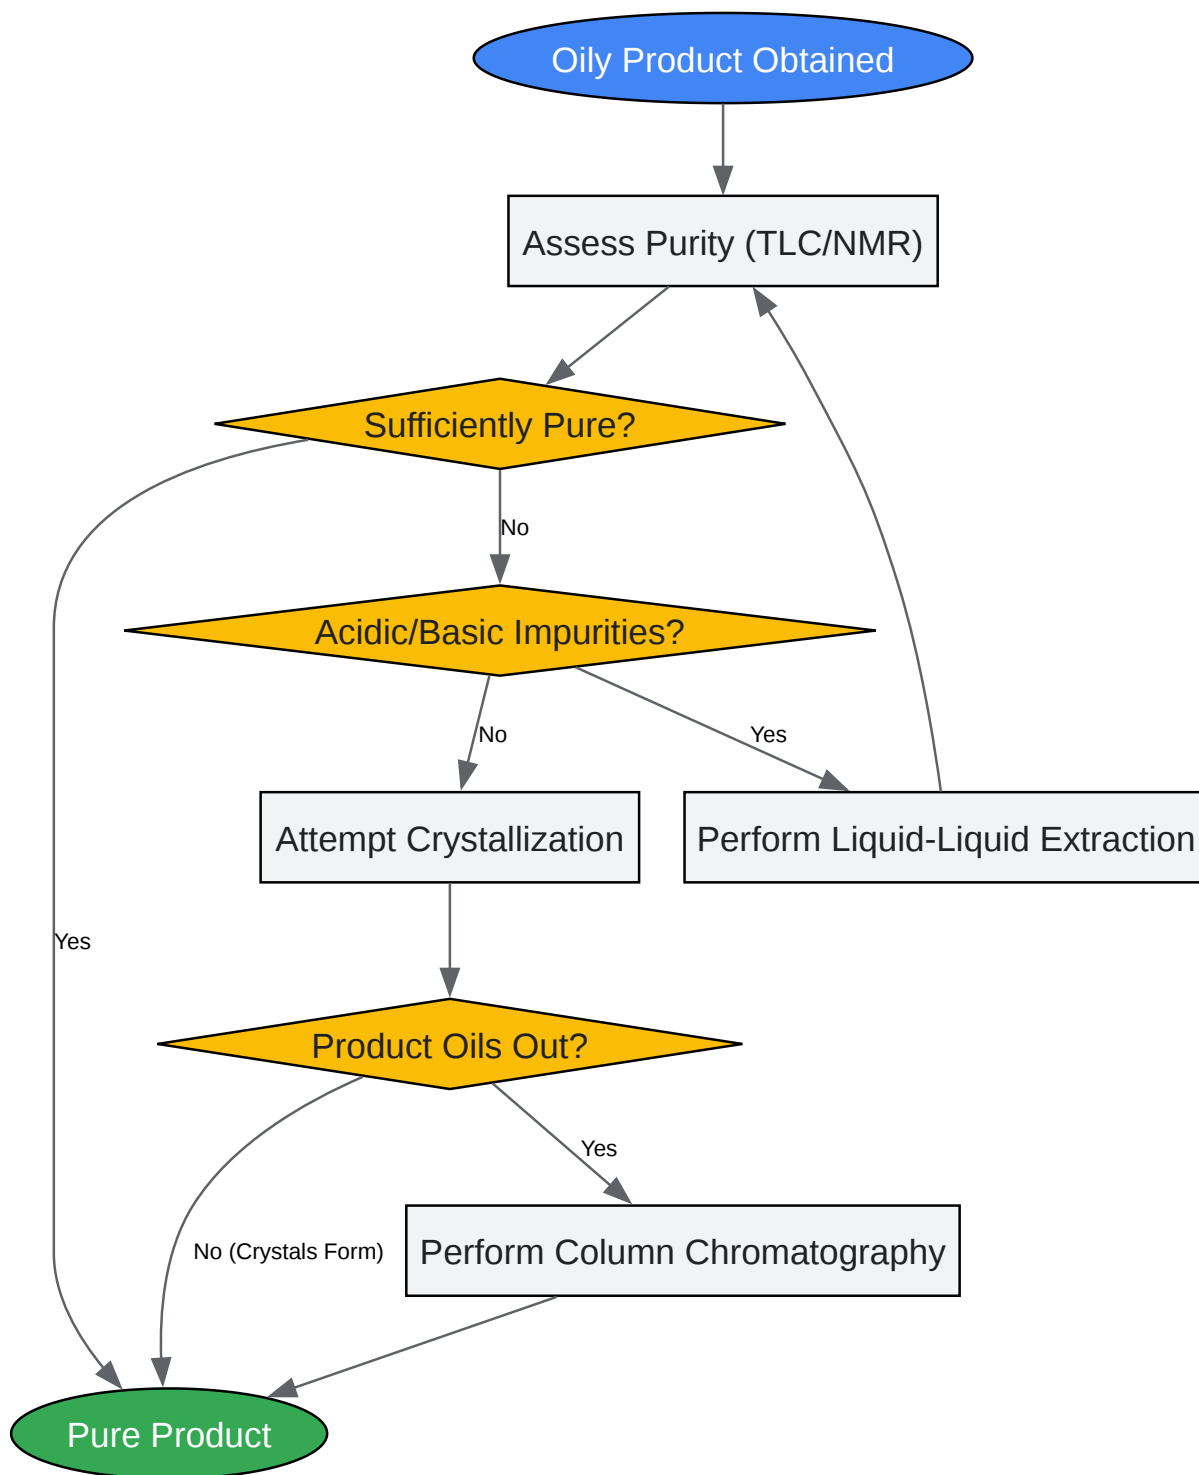 Oily Product Obtained
Assess Purity (TLC/NMR)
Sufficiently Pure?
No
Acidic/Basic Impurities?
No
Yes
Attempt Crystallization
Perform Liquid-Liquid Extraction
Yes
Product Oils Out?
Yes
No (Crystals Form)
Perform Column Chromatography
Pure Product